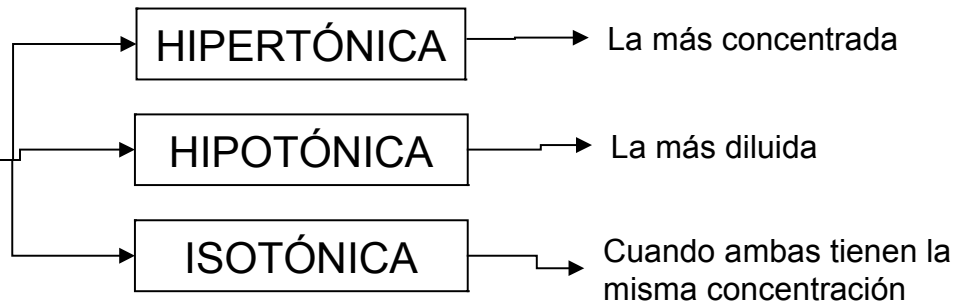 HIPERTÓNICA
La más concentrada
HIPOTÓNICA
La más diluida
ISOTÓNICA
Cuando ambas tienen la
misma concentración